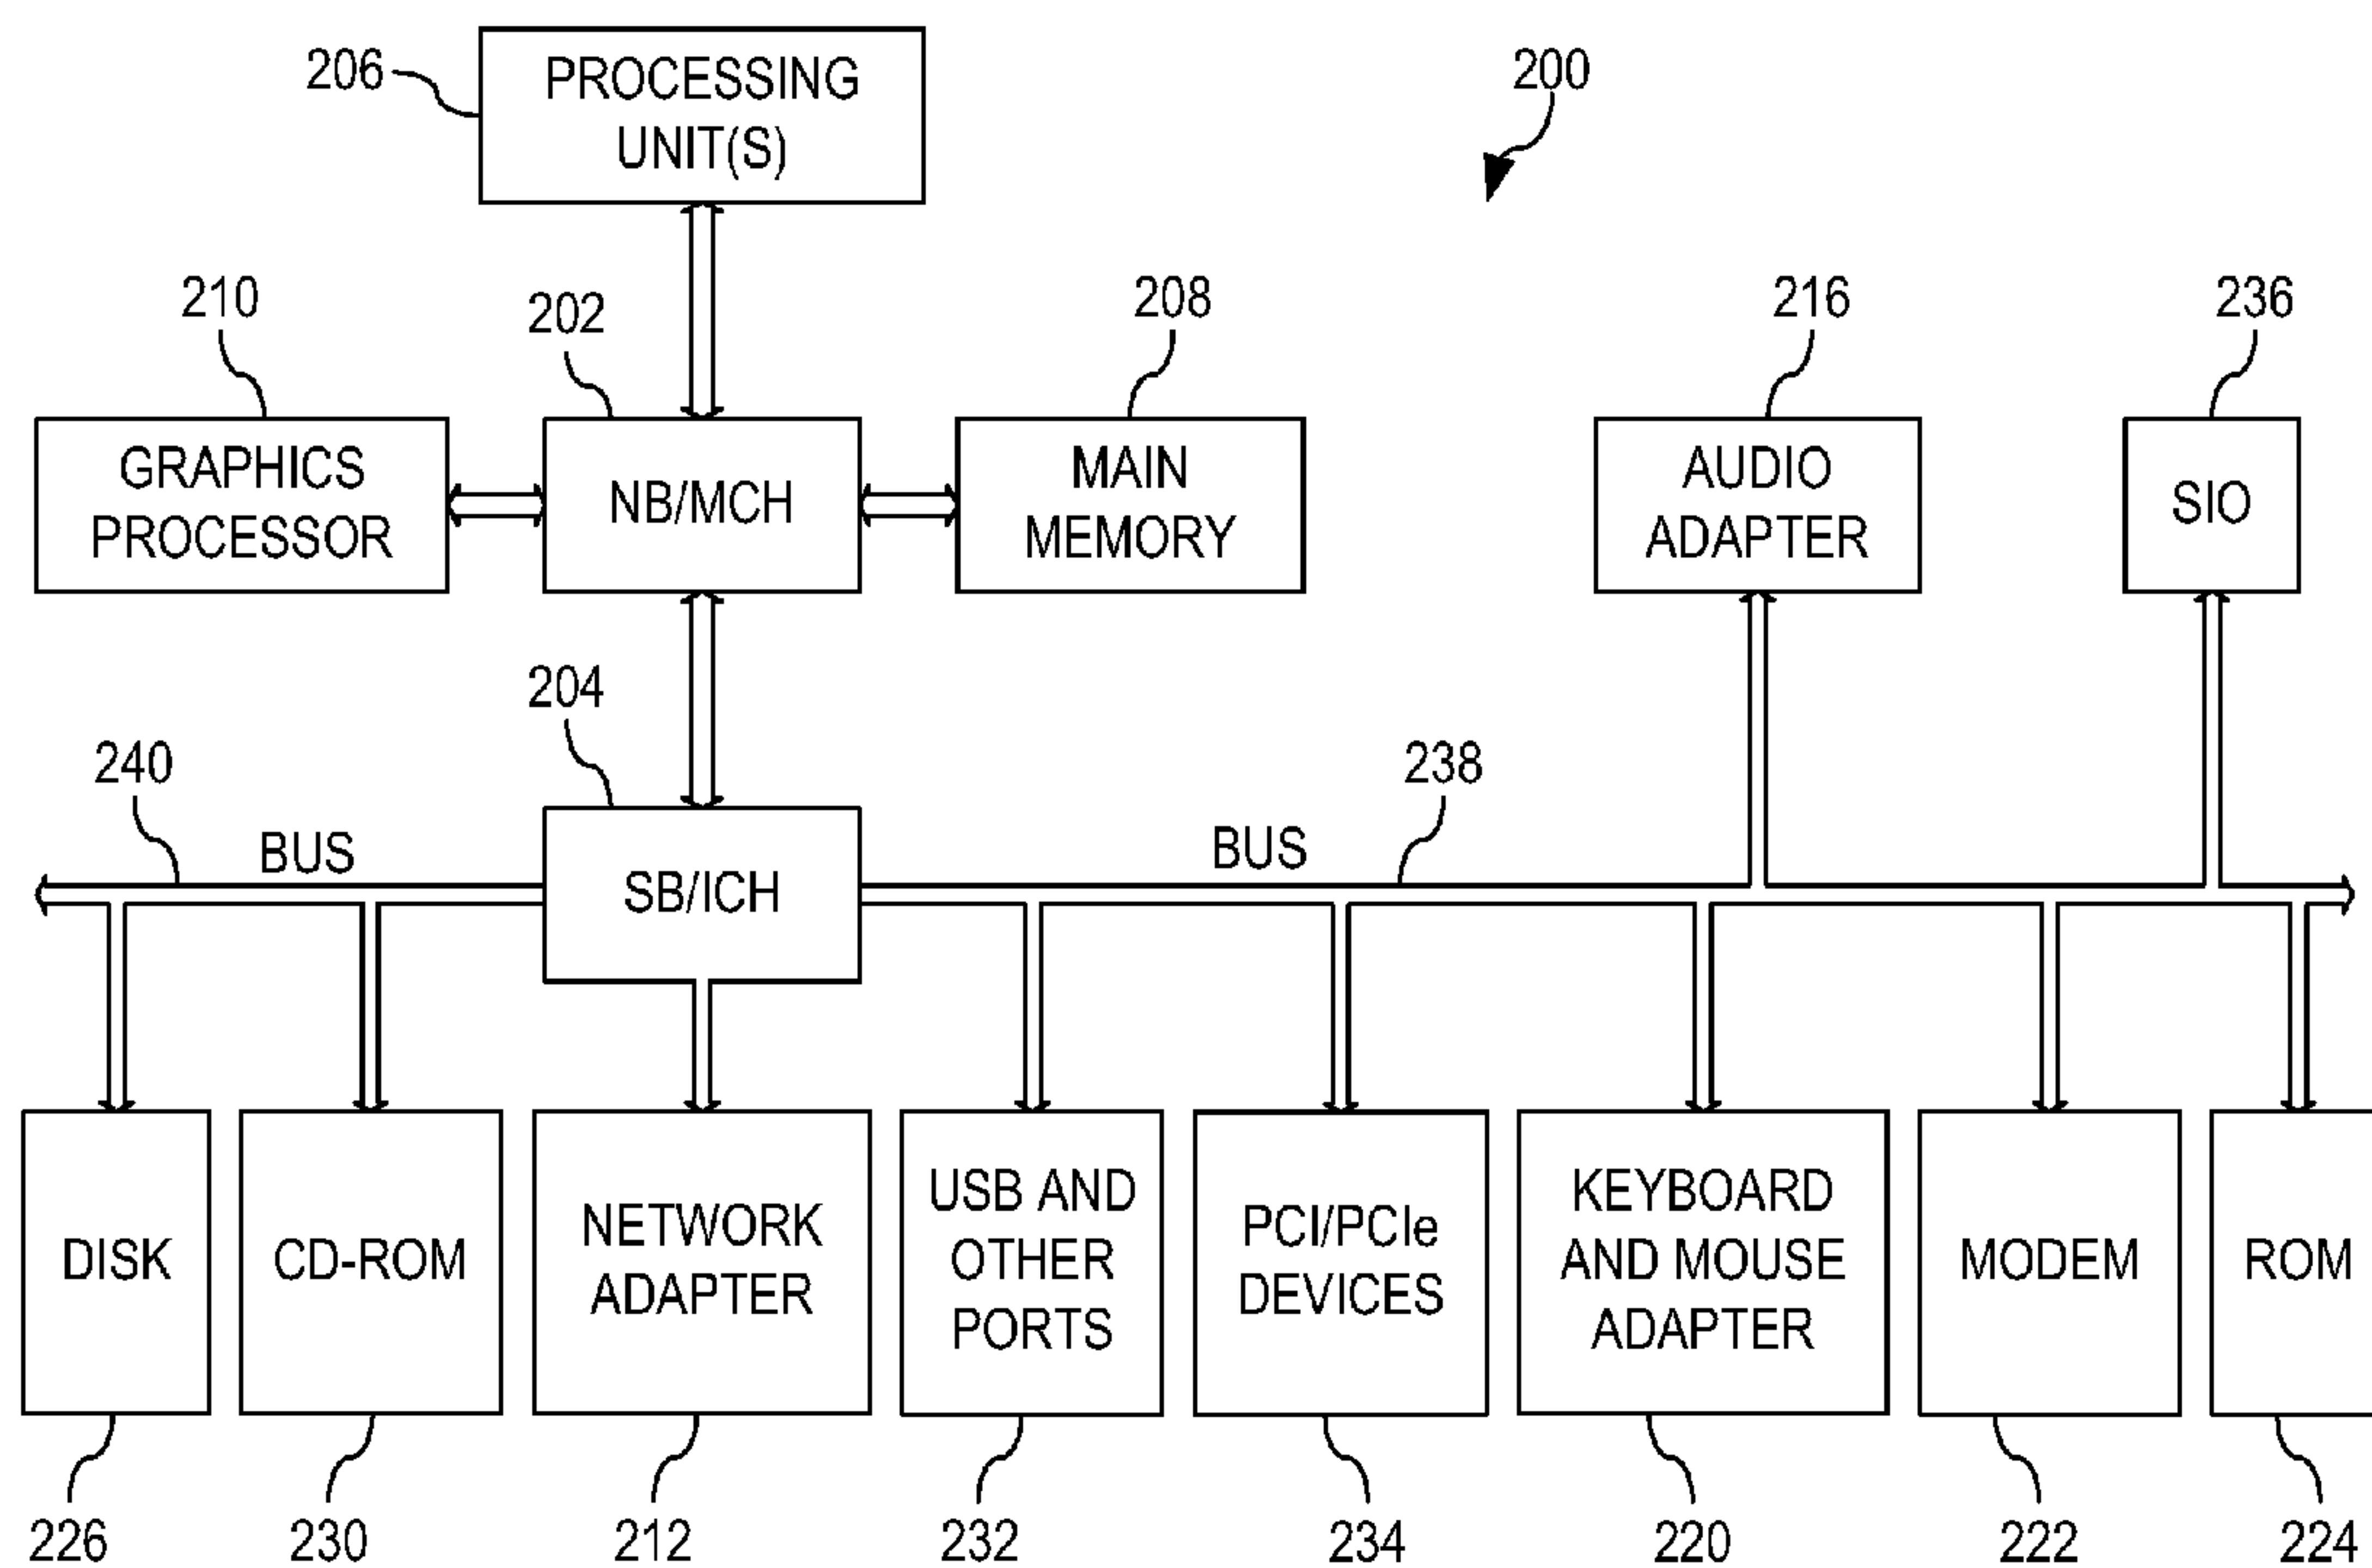 206
PROCESSING
UNIT(S)
200
210
202
208
216
236
GRAPHICS
PROCESSOR
NB/MCH
MAIN
MEMORY
AUDIO
ADAPTER
SIO
204
240
BUS
SB/ICH
BUS
238
DISK
CD-ROM
NETWORK
ADAPTER
USB AND
OTHER
PORTS
PCI/PCIe
DEVICES
KEYBOARD
AND MOUSE
ADAPTER
MODEM
ROM
226
230
212
232
234
220
222
224